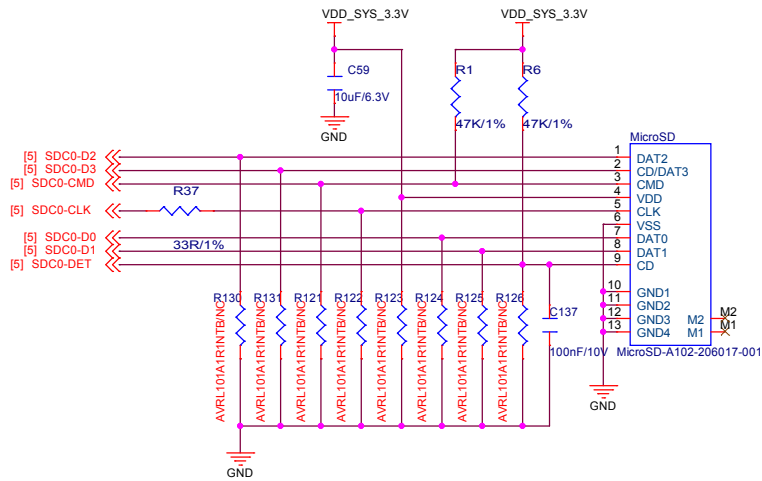 VDD_SYS_3.3V
VDD_SYS_3.3V
C59
10uF/6.3V
GND
R1
R6
47K/1%
47K/1%
MicroSD
[5] SDC0-D2
1
DAT2
[5] SDC0-D3
2
CD/DAT3
[5] SDC0-CMD
3
CMD
R37
4
VDD
[5] SDC0-CLK
5
CLK
6
VSS
[5] SDC0-D0
7
DAT0
33R/1%
[5] SDC0-D1
8
DAT1
[5] SDC0-DET
9
CD
R130
R131
R121
R122
R123
R124
R125
R126
AVRL101A1R1NTB/NC
AVRL101A1R1NTB/NC
AVRL101A1R1NTB/NC
AVRL101A1R1NTB/NC
AVRL101A1R1NTB/NC
AVRL101A1R1NTB/NC
AVRL101A1R1NTB/NC
AVRL101A1R1NTB/NC
C137
100nF/10V
10
GND1
11
GND2
12
GND3
13
GND4
M2
M2
M1
M1
MicroSD-A102-206017-001
GND
GND